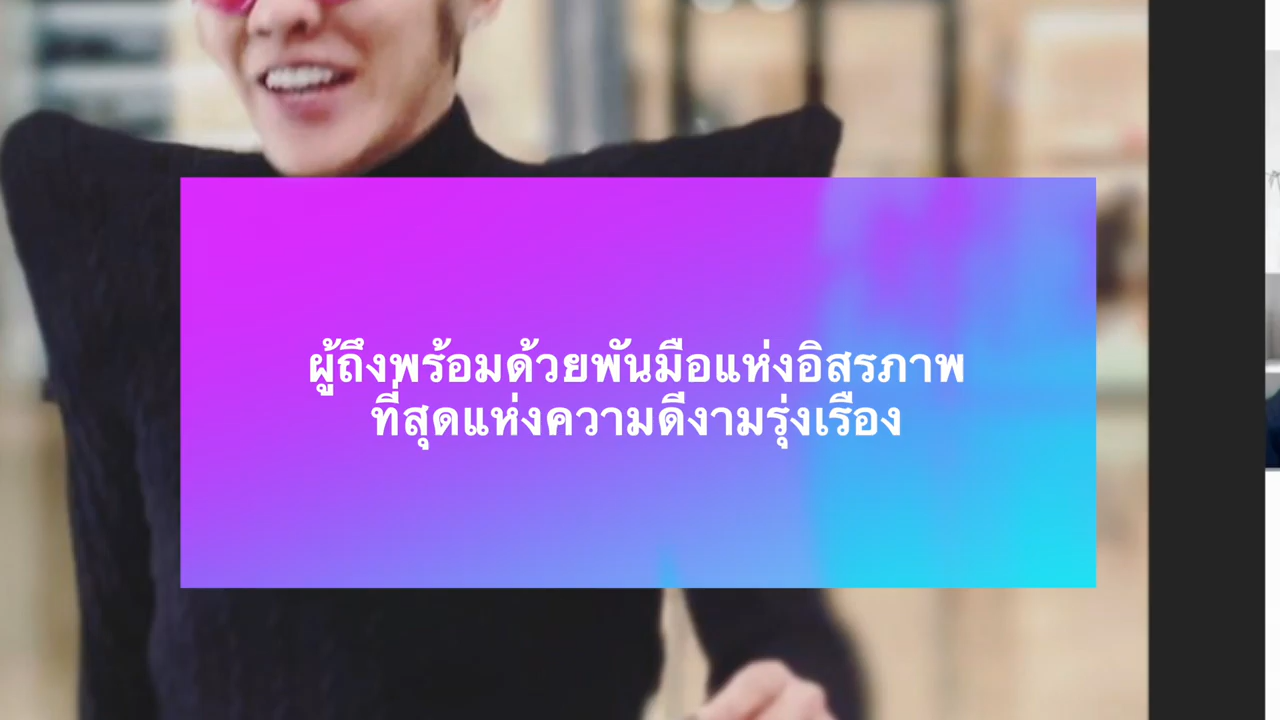 ผู้ถึงพร้อมด้วยพันมือแห่งอิสรภาพ
ที่สุดแห่งความดีงามรุ่งเรือง